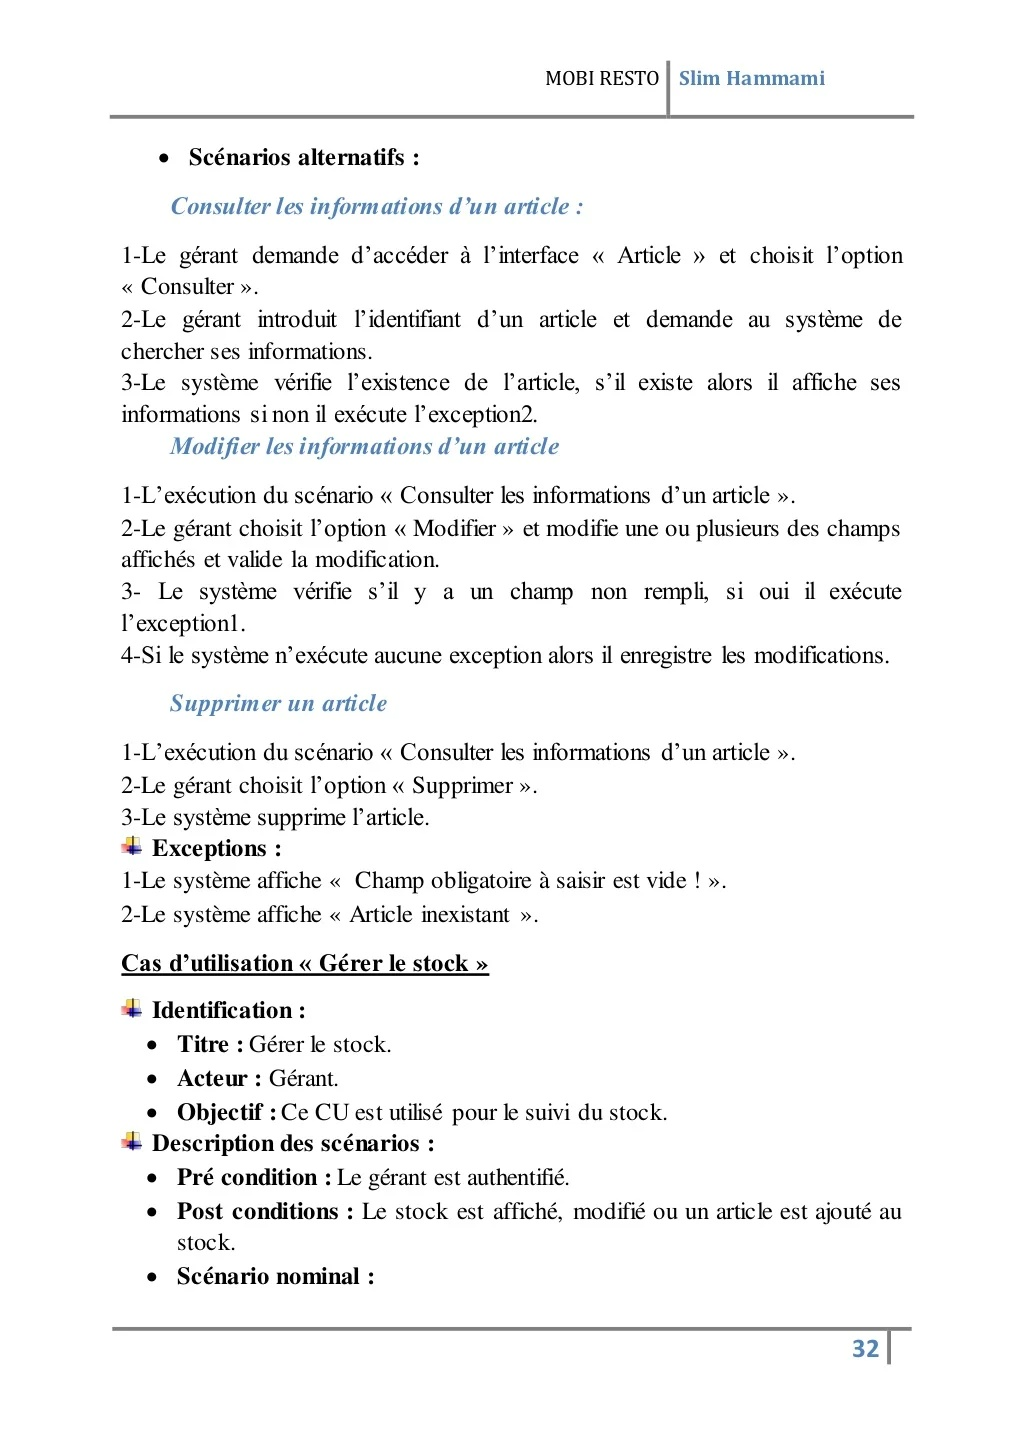 MOBI RESTO Slim Hammami
• Scénarios alternatifs :
Consulter les informations d’un article :
1-Le gérant demande d’accéder à l’interface « Article » et choisit l’option
« Consulter ».
2-Le gérant introduit l’identifiant d’un article et demande au système de
chercher ses informations.
3-Le système vérifie l’existence de l’article, s’il existe alors il affiche ses
informations si non il exécute l’exception2.
Modifier les informations d’un article
1-L’exécution du scénario « Consulter les informations d’un article ».
2-Le gérant choisit l’option « Modifier » et modifie une ou plusieurs des champs
affichés et valide la modification.
3- Le système vérifie s’il y a un champ non rempli, si oui il exécute
l’exception1.
4-Si le système n’exécute aucune exception alors il enregistre les modifications.
Supprimer un article
1-L’exécution du scénario « Consulter les informations d’un article ».
2-Le gérant choisit l’option « Supprimer ».
3-Le système supprime l’article.
Exceptions :
1-Le système affiche « Champ obligatoire à saisir est vide ! ».
2-Le système affiche « Article inexistant ».
Cas d’utilisation « Gérer le stock »
Identification :
• Titre : Gérer le stock.
• Acteur : Gérant.
• Objectif : Ce CU est utilisé pour le suivi du stock.
Description des scénarios :
• Pré condition : Le gérant est authentifié.
• Post conditions : Le stock est affiché, modifié ou un article est ajouté au
stock.
• Scénario nominal :
32